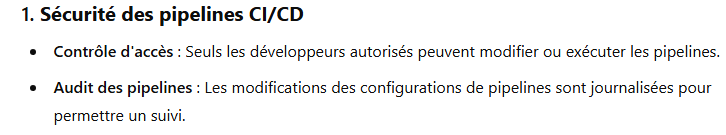 1. Sécurité des pipelines CI/CD
• Contrôle d'accès : Seuls les développeurs autorisés peuvent modifier ou exécuter les pipelines.
• Audit des pipelines : Les modifications des configurations de pipelines sont journalisées pour
permettre un suivi.